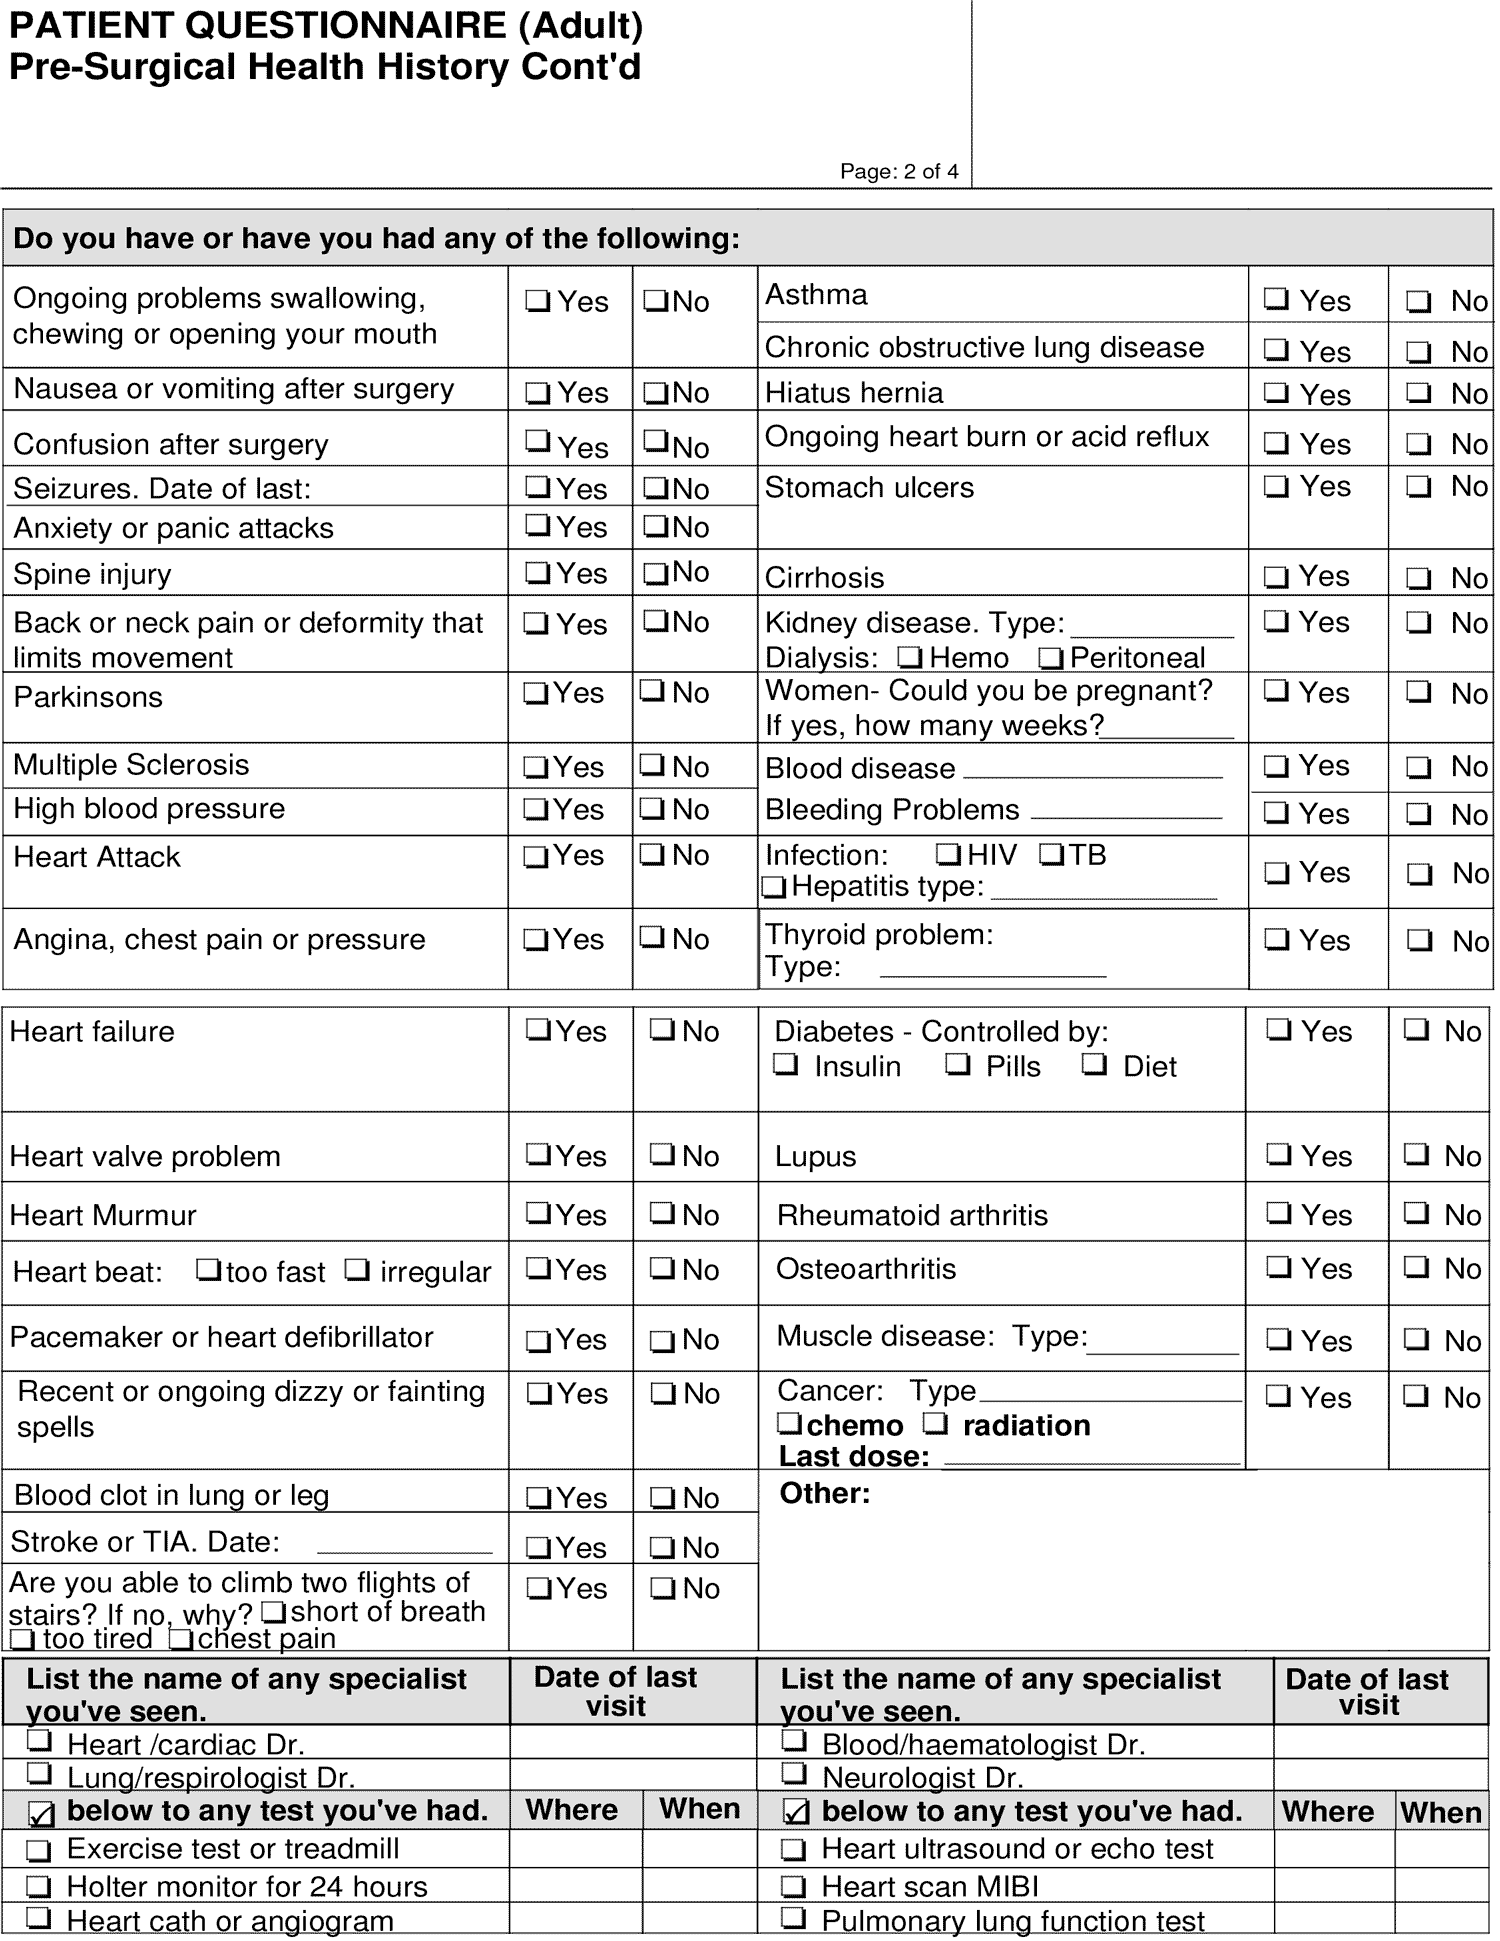 PATIENT QUESTIONNAIRE (Adult)
Pre-Surgical Health History Cont'd
Page: 2 of 4
Do you have or have you had any of the following:
Ongoing problems swallowing,
chewing or opening your mouth
Yes No
Asthma Yes No
Chronic obstructive lung disease Yes No
Nausea or vomiting after surgery Yes No
Hiatus hernia Yes No
Confusion after surgery Yes No
Ongoing heart burn or acid reflux Yes No
Seizures. Date of last: Yes No
Stomach ulcers Yes No
Anxiety or panic attacks Yes No
Spine injury Yes No
Cirrhosis Yes No
Back or neck pain or deformity that
limits movement
Yes No
Kidney disease. Type: Yes No
Dialysis: Hemo Peritoneal
Parkinsons Yes No
Women- Could you be pregnant? Yes No
If yes, how many weeks?
Multiple Sclerosis Yes No
Blood disease Yes No
High blood pressure Yes No
Bleeding Problems Yes No
Heart Attack Yes No
Infection: HIV TB
Hepatitis type:
Yes No
Angina, chest pain or pressure Yes No
Thyroid problem: Yes No
Type:
Heart failure Yes No
Diabetes - Controlled by: Yes No
Insulin Pills Diet
Heart valve problem Yes No
Lupus Yes No
Heart Murmur Yes No
Rheumatoid arthritis Yes No
Heart beat: too fast irregular Yes No
Osteoarthritis Yes No
Pacemaker or heart defibrillator Yes No
Muscle disease: Type: Yes No
Recent or ongoing dizzy or fainting
spells
Yes No
Cancer: Type Yes No
chemo radiation
Last dose:
Blood clot in lung or leg Yes No
Other:
Stroke or TIA. Date: Yes No
Are you able to climb two flights of
stairs? If no, why? short of breath
too tired chest pain
Yes No
List the name of any specialist
you've seen.
Date of last
visit
List the name of any specialist
you've seen.
Date of last
visit
Heart /cardiac Dr.
Blood/haematologist Dr.
Lung/respirologist Dr.
Neurologist Dr.
below to any test you've had. Where When
below to any test you've had. Where When
Exercise test or treadmill
Heart ultrasound or echo test
Holter monitor for 24 hours
Heart scan MIBI
Heart cath or angiogram
Pulmonary lung function test